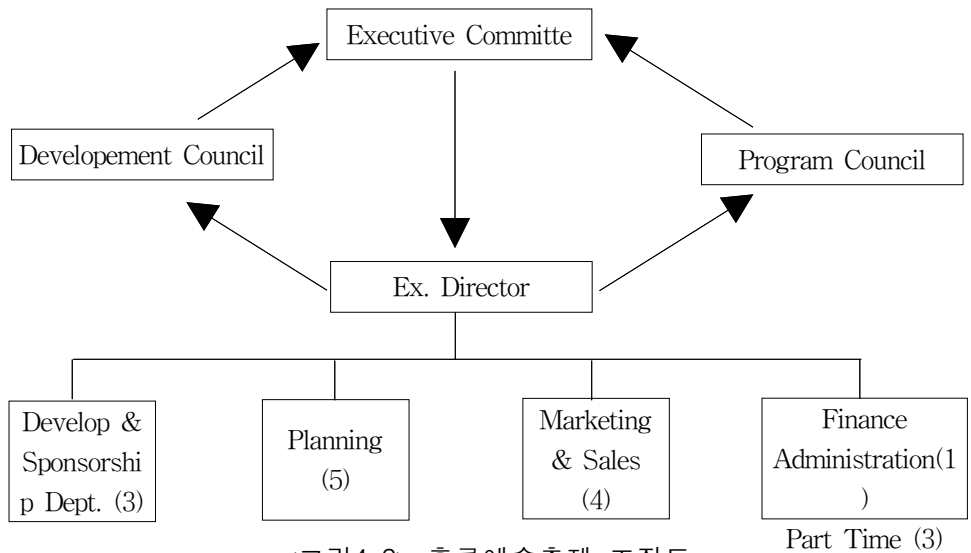 Executive Committe
Developement Council
Program Council
Ex. Director
Develop &
Sponsorshi
p Dept. (3)
Planning
(5)
Marketing
& Sales
(4)
Finance
Administration(1
)
Part Time (3)